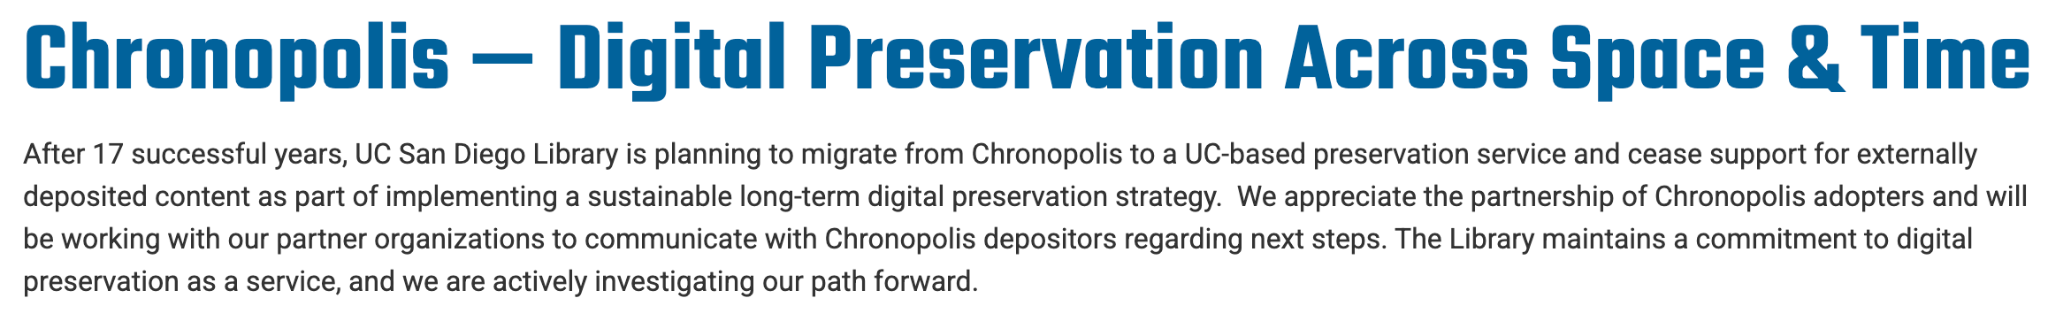 Chronopolis — Digital Preservation Across Space & Time
After 17 successful years, UC San Diego Library is planning to migrate from Chronopolis to a UC-based preservation service and cease support for externally
deposited content as part of implementing a sustainable long-term digital preservation strategy.  We appreciate the partnership of Chronopolis adopters and will
be working with our partner organizations to communicate with Chronopolis depositors regarding next steps. The Library maintains a commitment to digital
preservation as a service, and we are actively investigating our path forward.